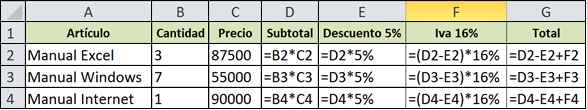 A B C D E F G
1 Artículo Cantidad Precio Subtotal Descuento 5% Iva 16% Total
2 Manual Excel 3 87500 =B2*C2 =D2*5% =(D2-E2)*16% =D2-E2+F2
3 Manual Windows 7 55000 =B3*C3 =D3*5% =(D3-E3)*16% =D3-E3+F3
4 Manual Internet 1 90000 =B4*C4 =D4*5% =(D4-E4)*16% =D4-E4+F4